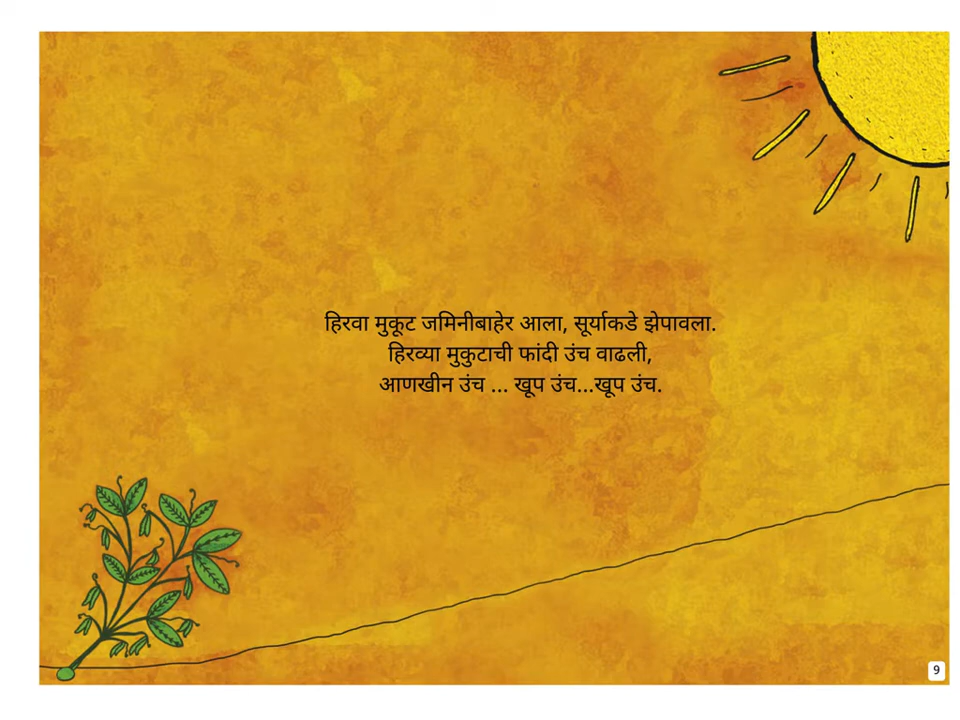 हिरवा मुकूट जमिनीबाहेर आला, सूर्याकडे झेपावला.
हिरव्या मुकुटाची फांदी उंच वाढली,
आणखीन उंच ... खूप उंच...खूप उंच.
9